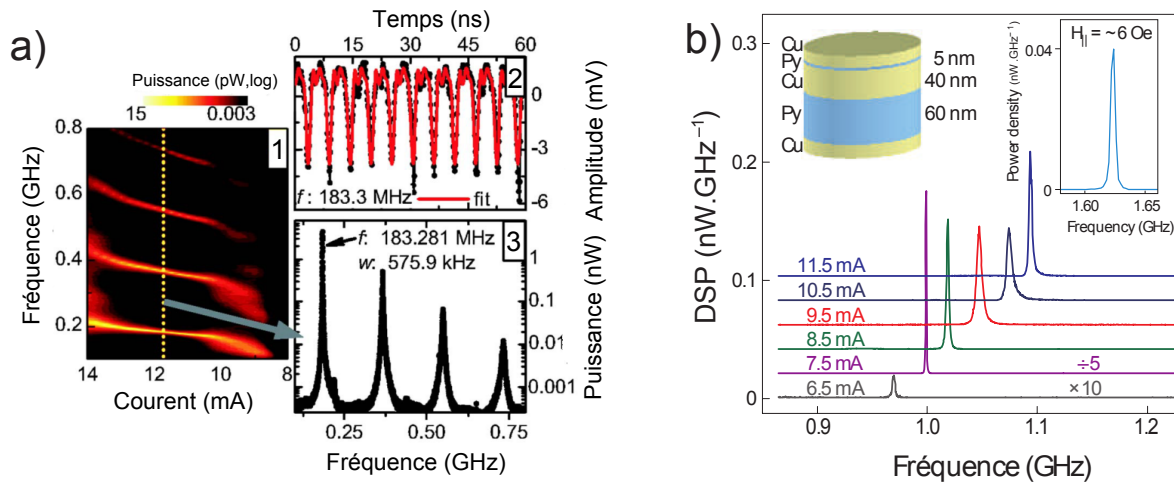 a)
Temps (ns)
0 10 20 30 40 50 60
Puissance (pW,log)
15 0.003
1
0.8
0.6
0.4
0.2
Fréquence (GHz)
14 12 10 8
Courent (mA)
2
0
-3
-6
Amplitude (mV)
f : 183.3 MHz fit
3
f: 183.281 MHz
w: 575.9 kHz
1
0.1
0.01
0.001
Puissance (nW)
0.25 0.50 0.75
Fréquence (GHz)
b)
0.3
0.2
0.1
0
DSP (nW.GHz⁻¹)
Cu
Py
Cu
Py
Cu
5 nm
40 nm
60 nm
H|| = ~6 Oe
0.04
0
Power density (nW.GHz⁻¹)
1.60 1.65
Frequency (GHz)
11.5 mA
10.5 mA
9.5 mA
8.5 mA
7.5 mA ÷5
6.5 mA ×10
0.9 1.0 1.1 1.2
Fréquence (GHz)